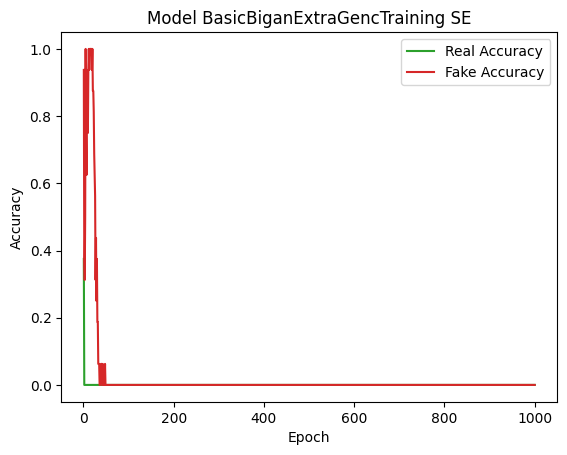 Model BasicBiganExtraGencTraining SE
Real Accuracy
Fake Accuracy
1.0
0.8
0.6
0.4
0.2
0.0
Accuracy
0 200 400 600 800 1000
Epoch